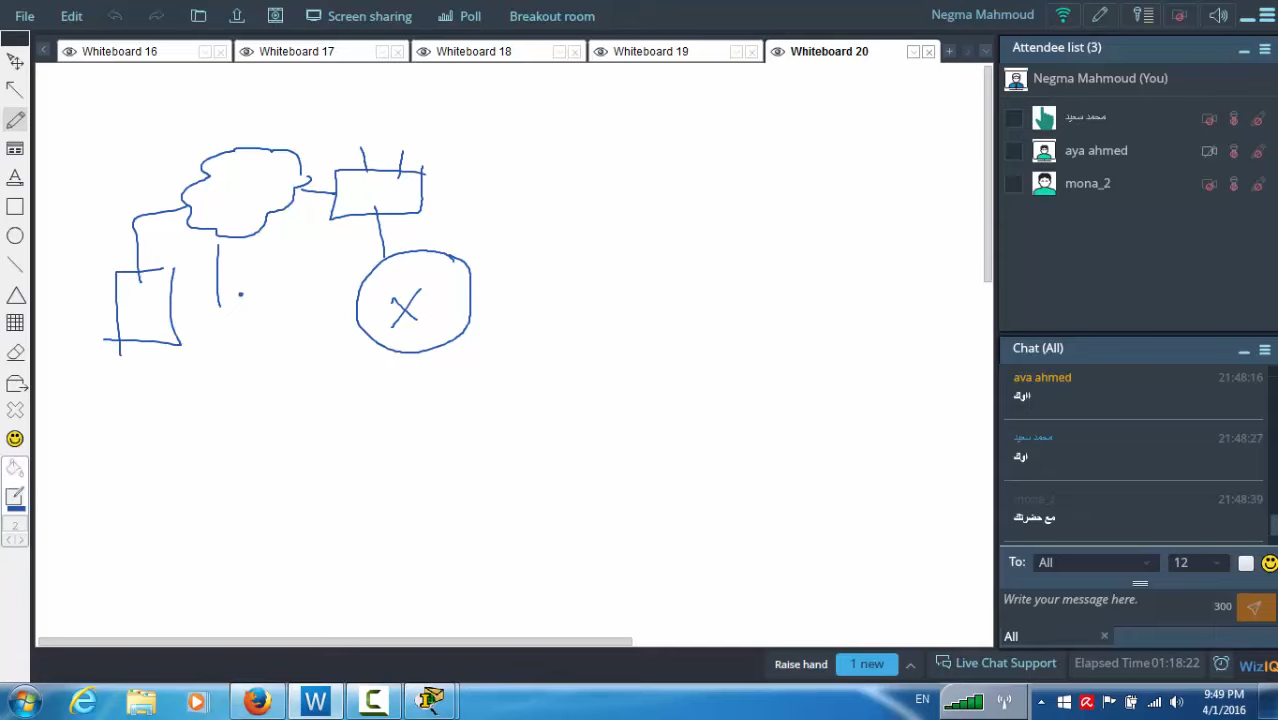 File
Edit
Screen sharing
Poll
Breakout room
Negma Mahmoud
Whiteboard 16
Whiteboard 17
Whiteboard 18
Whiteboard 19
Whiteboard 20
Attendee list (3)
Negma Mahmoud (You)
محمد سعيد
aya ahmed
mona_2
X
2
Chat (All)
aya ahmed 21:48:16
ااوك
محمد سعيد 21:48:27
اوك
mona_2 21:48:39
مع حضرتك
To: All 12
Write your message here. 300
All
Raise hand 1 new Live Chat Support Elapsed Time 01:18:22 WizIQ
W
EN 9:49 PM
4/1/2016